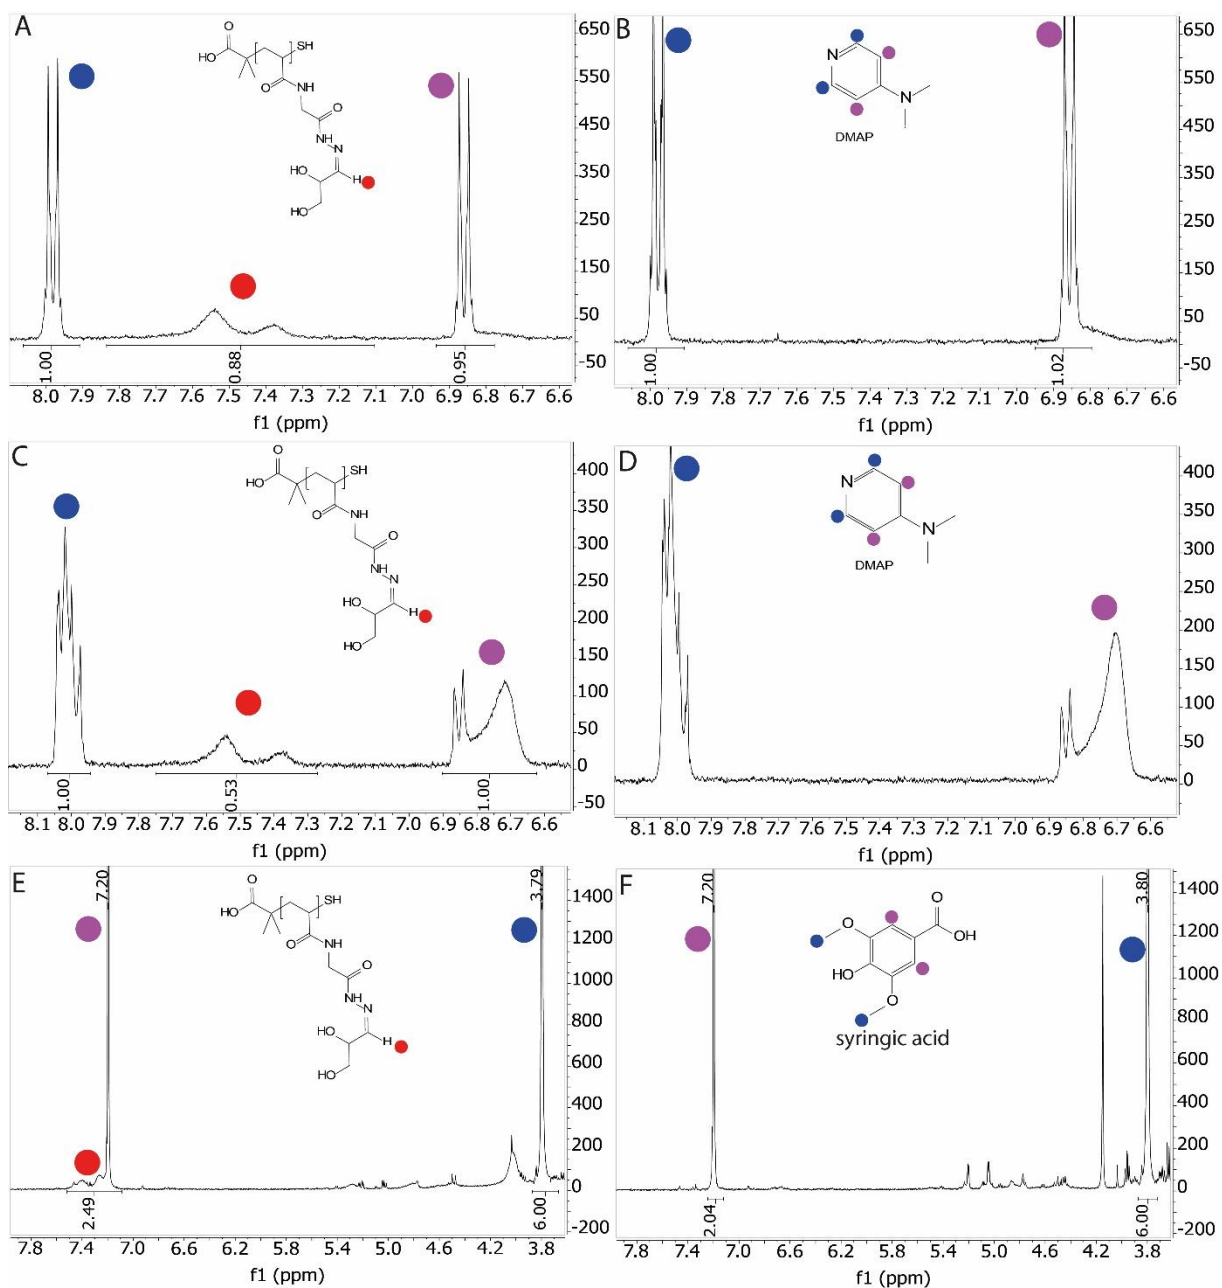 A
O
HO
SH
O
NH
O
NH
N
HO
H
HO
650
550
450
350
250
150
50
-50
1.00
0.88
0.95
8.0 7.9 7.8 7.7 7.6 7.5 7.4 7.3 7.2 7.1 7.0 6.9 6.8 6.7 6.6
f1 (ppm)
B
N
N
DMAP
650
550
450
350
250
150
50
-50
1.00
1.02
8.0 7.9 7.8 7.7 7.6 7.5 7.4 7.3 7.2 7.1 7.0 6.9 6.8 6.7 6.6
f1 (ppm)
C
O
HO
SH
O
NH
O
NH
N
HO
H
HO
400
350
300
250
200
150
100
50
0
-50
1.00
0.53
1.00
8.1 8.0 7.9 7.8 7.7 7.6 7.5 7.4 7.3 7.2 7.1 7.0 6.9 6.8 6.7 6.6
f1 (ppm)
D
N
N
DMAP
400
350
300
250
200
150
100
50
0
8.1 8.0 7.9 7.8 7.7 7.6 7.5 7.4 7.3 7.2 7.1 7.0 6.9 6.8 6.7 6.6
f1 (ppm)
E
7.20
3.79
O
HO
SH
O
NH
O
NH
N
HO
H
HO
1400
1200
1000
800
600
400
200
0
-200
2.49
6.00
7.8 7.4 7.0 6.6 6.2 5.8 5.4 5.0 4.6 4.2 3.8
f1 (ppm)
F
7.20
3.80
O
O
OH
HO
O
syringic acid
1400
1200
1000
800
600
400
200
0
-200
2.04
6.00
7.8 7.4 7.0 6.6 6.2 5.8 5.4 5.0 4.6 4.2 3.8
f1 (ppm)